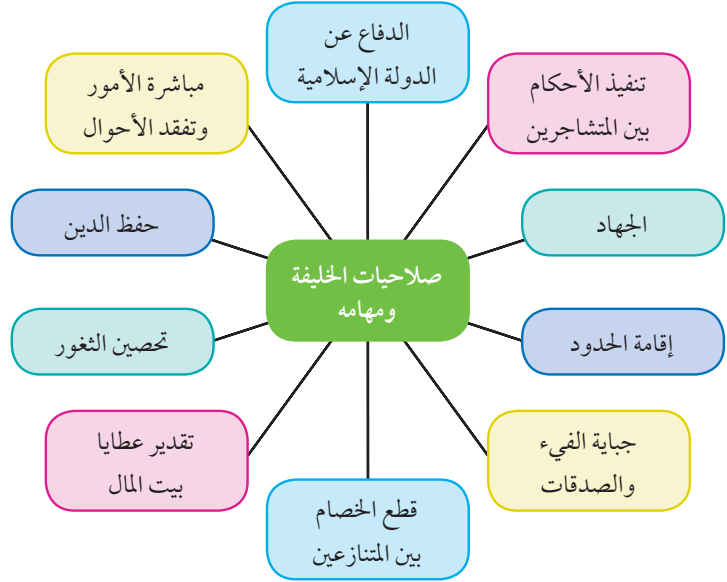 الدفاع عن
الدولة الإسلامية
تنفيذ الأحكام
بين المتشاجرين
مباشرة الأمور
وتفقد الأحوال
الجهاد
حفظ الدين
صلاحيات الخليفة
ومهامه
إقامة الحدود
تحصين الثغور
جباية الفيء
والصدقات
تقدير عطايا
بيت المال
قطع الخصام
بين المتنازعين